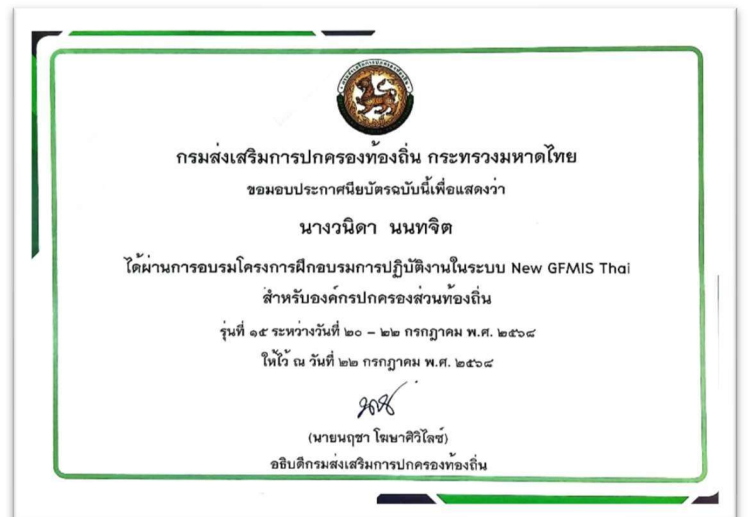 กรมส่งเสริมการปกครองท้องถิ่น กระทรวงมหาดไทย
ขอมอบประกาศนียบัตรฉบับนี้เพื่อแสดงว่า
นางวนิดา นนทจิต
ได้ผ่านการอบรมโครงการฝึกอบรมการปฏิบัติงานในระบบ New GFMIS Thai
สำหรับองค์กรปกครองส่วนท้องถิ่น
รุ่นที่ ๑๕ ระหว่างวันที่ ๒๐ – ๒๒ กรกฎาคม พ.ศ. ๒๕๖๘
ให้ไว้ ณ วันที่ ๒๒ กรกฎาคม พ.ศ. ๒๕๖๘
(นายนฤชา โฆษาศิวิไลซ์)
อธิบดีกรมส่งเสริมการปกครองท้องถิ่น